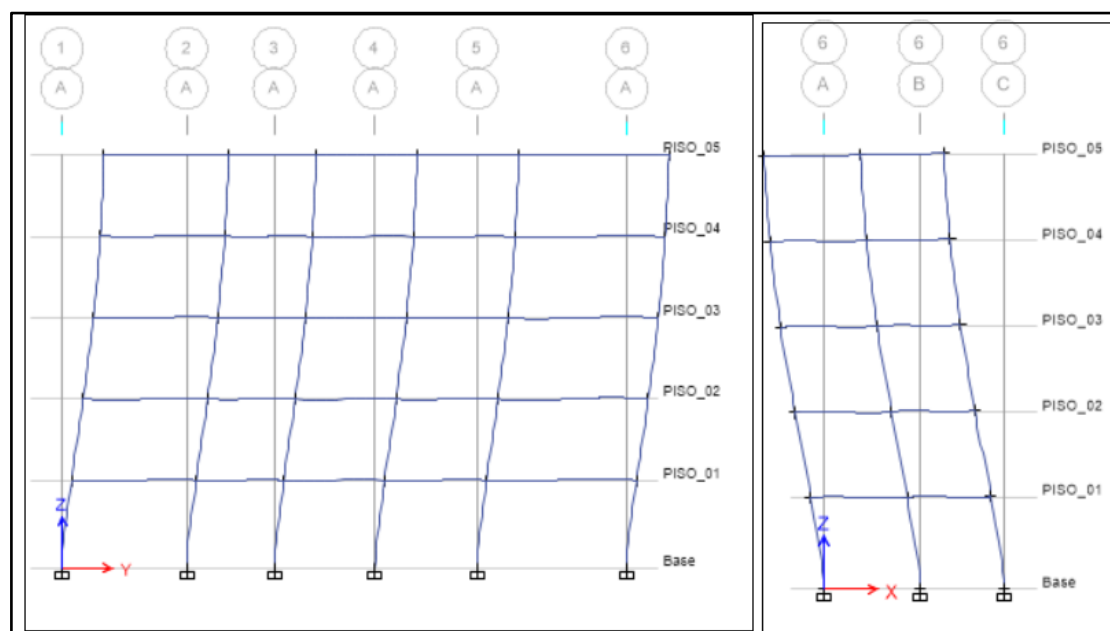 1 2 3 4 5 6
A A A A A A
PISO_05
PISO_04
PISO_03
PISO_02
PISO_01
Z
Base
Y
6 6 6
A B C
PISO_05
PISO_04
PISO_03
PISO_02
PISO_01
Z
Base
X